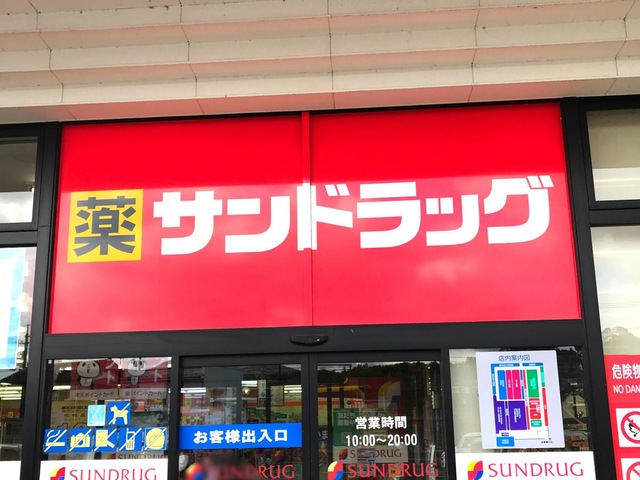 薬 サンドラッグ
店内案内図
危険物
NO DAN
営業時間
10:00~20:00
お客様出入口
SUNDRUG
SUNDRUG
SUNDRUG
SUNDRUG